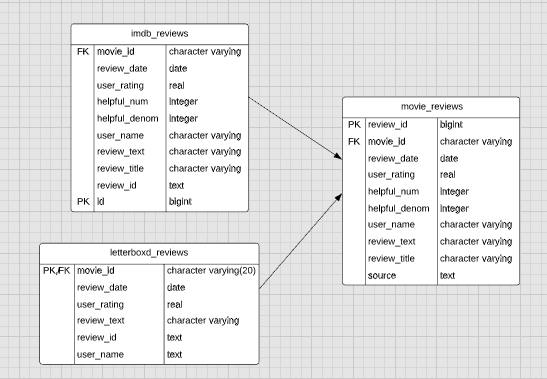 imdb_reviews
FK movie_id character varying
review_date date
user_rating real
helpful_num Integer
helpful_denom Integer
user_name character varying
review_text character varying
review_title character varying
review_id text
PK id bigint
movie_reviews
PK review_id bigint
FK movie_id character varying
review_date date
user_rating real
helpful_num Integer
helpful_denom Integer
user_name character varying
review_text character varying
review_title character varying
source text
letterboxd_reviews
PK,FK movie_id character varying(20)
review_date date
user_rating real
review_text character varying
review_id text
user_name text